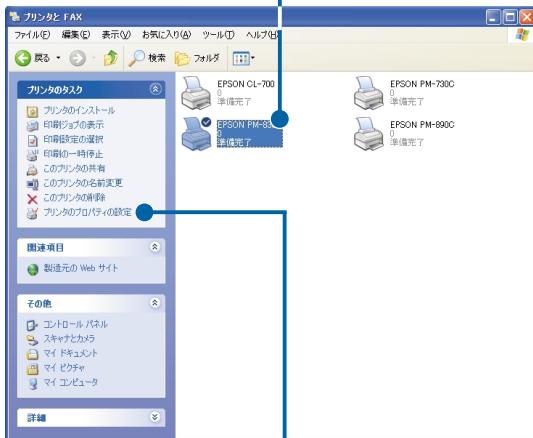 プリンタと FAX
ファイル(F) 編集(E) 表示(V) お気に入り(A) ツール(T) ヘルプ(H)
戻る 検索 フォルダ
プリンタのタスク
プリンタのインストール
印刷ジョブの表示
印刷設定の選択
印刷の一時停止
このプリンタの共有
このプリンタの名前変更
このプリンタの削除
プリンタのプロパティの設定
関連項目
製造元の Web サイト
その他
コントロール パネル
スキャナとカメラ
マイ ドキュメント
マイ ピクチャ
マイ コンピュータ
詳細
EPSON CL-700
0
準備完了
EPSON PM-730C
0
準備完了
EPSON
0
準備完了
EPSON PM-890C
0
準備完了